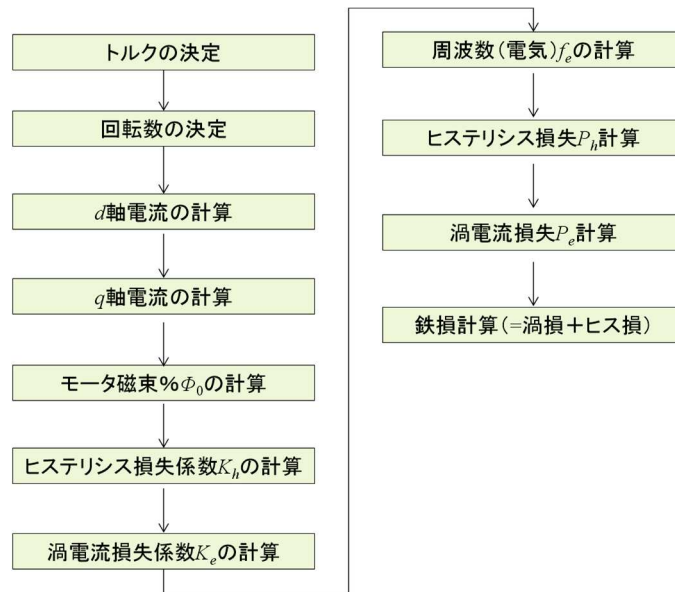 トルクの決定
回転数の決定
d軸電流の計算
q軸電流の計算
モータ磁束%Φ0の計算
ヒステリシス損失係数Khの計算
渦電流損失係数Keの計算
周波数(電気)feの計算
ヒステリシス損失Ph計算
渦電流損失Pe計算
鉄損計算(=渦損+ヒス損)